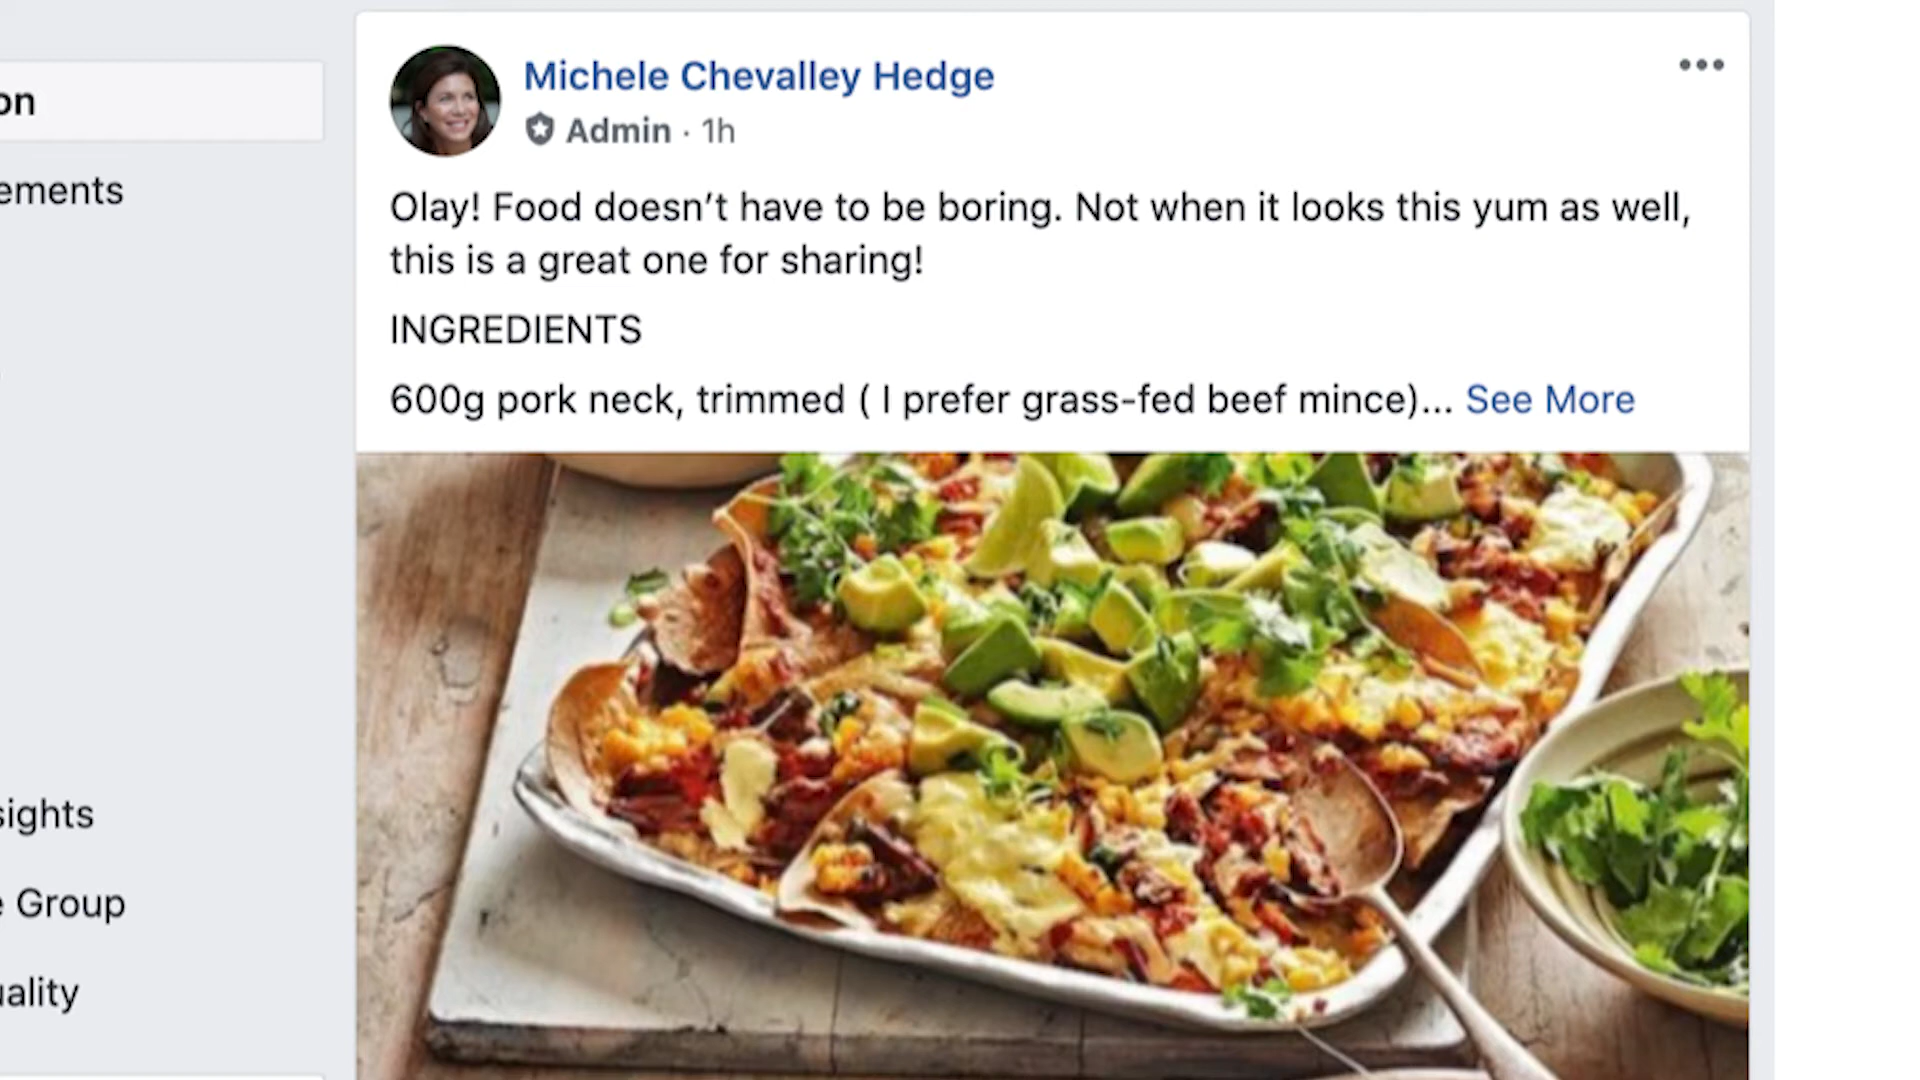 on
ements
sights
e Group
uality
Michele Chevalley Hedge
Admin · 1h
Olay! Food doesn’t have to be boring. Not when it looks this yum as well,
this is a great one for sharing!
INGREDIENTS
600g pork neck, trimmed ( I prefer grass-fed beef mince)... See More